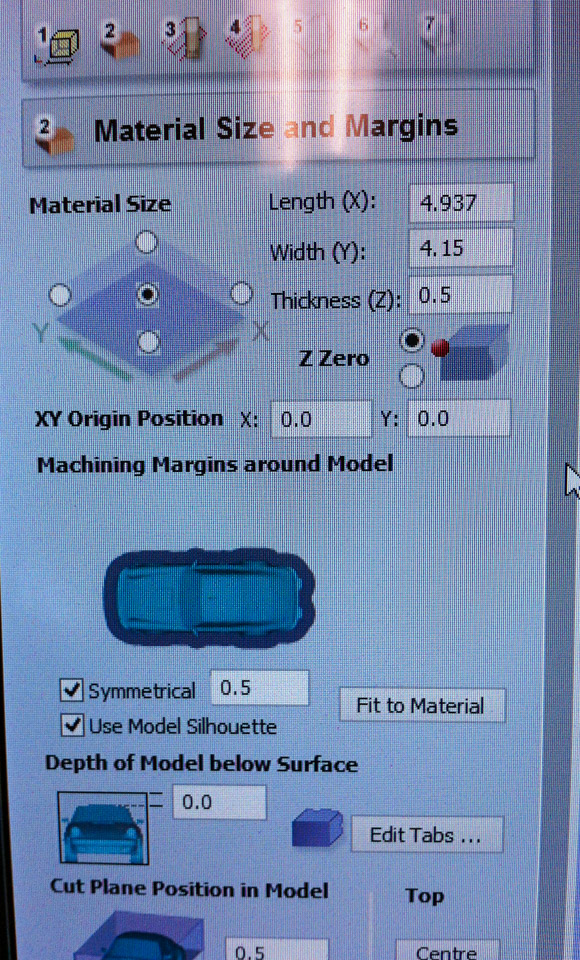 1 2 3 4 5 6 7
2 Material Size and Margins
Material Size
Length (X): 4.937
Width (Y): 4.15
Thickness (Z): 0.5
Y X
Z Zero
XY Origin Position X: 0.0 Y: 0.0
Machining Margins around Model
Symmetrical 0.5
Fit to Material
Use Model Silhouette
Depth of Model below Surface
0.0
Edit Tabs ...
Cut Plane Position in Model
Top
0.5
Centre